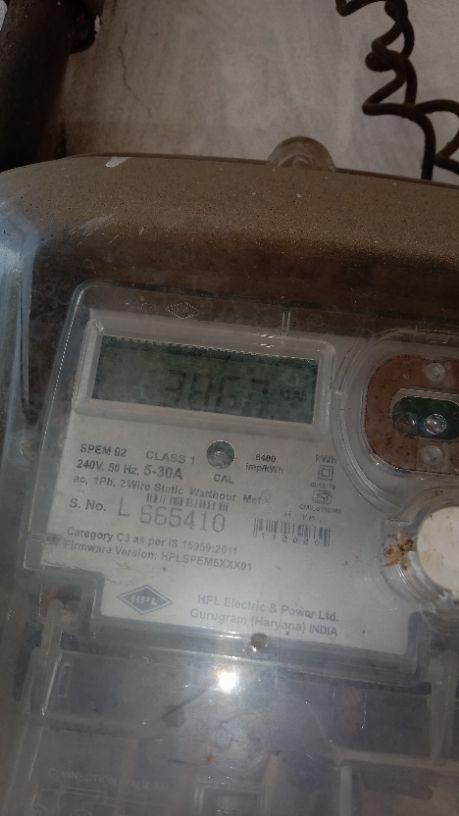 SPEM 02
CLASS 1
6400
imp/kWh
kWh
240V, 50 Hz, 5-30A
CAL
ac, 1Ph, 2Wire Static Watthour Meter
S. No. L 665410
Category C3 as per IS 15959:2011
Firmware Version: HPLSPEM6XXX01
HPL
HPL Electric & Power Ltd.
Gurugram (Haryana) INDIA